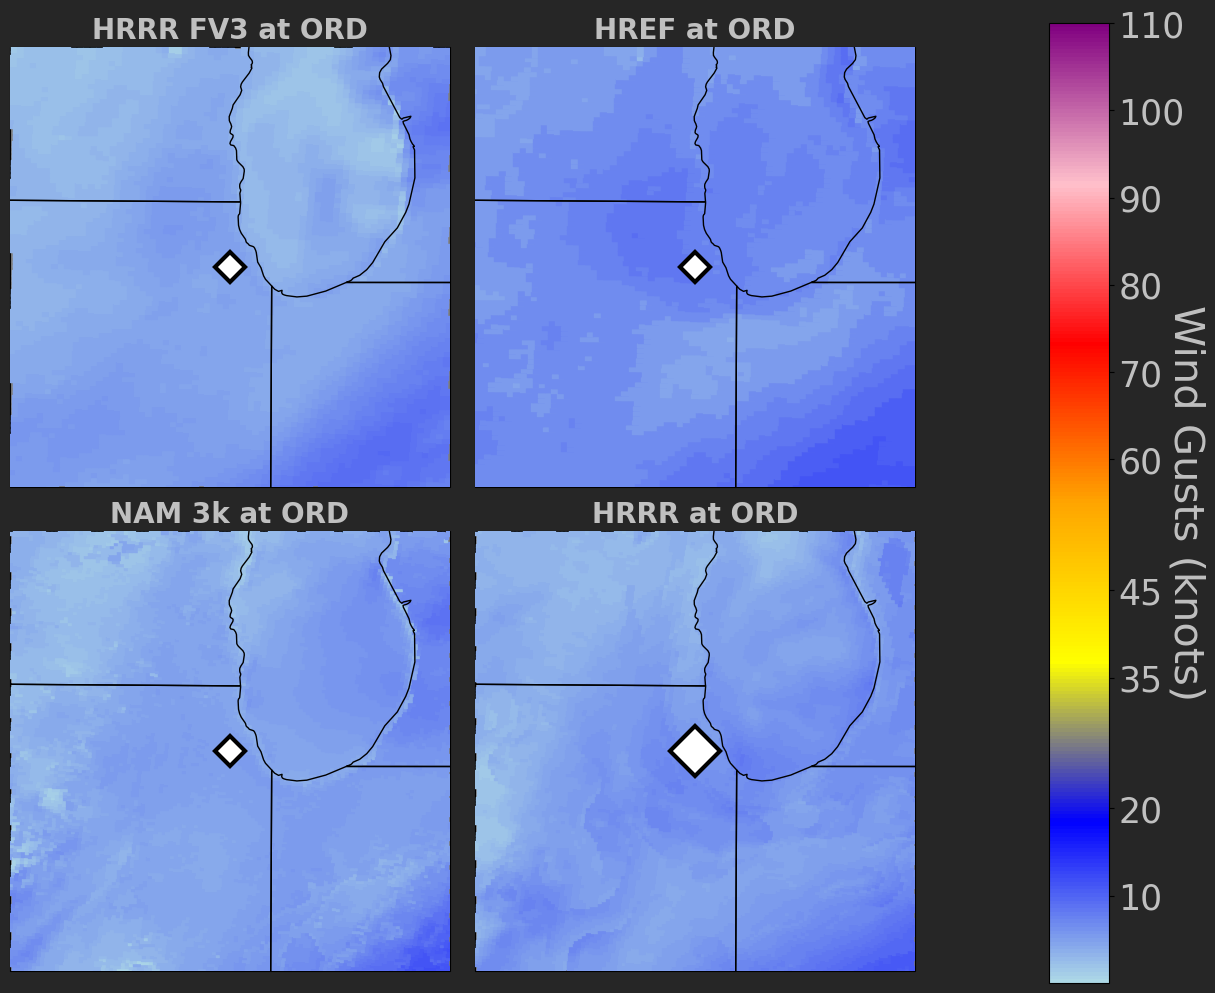 HRRR FV3 at ORD
HREF at ORD
NAM 3k at ORD
HRRR at ORD
110
100
90
80
70
60
45
35
20
10
Wind Gusts (knots)